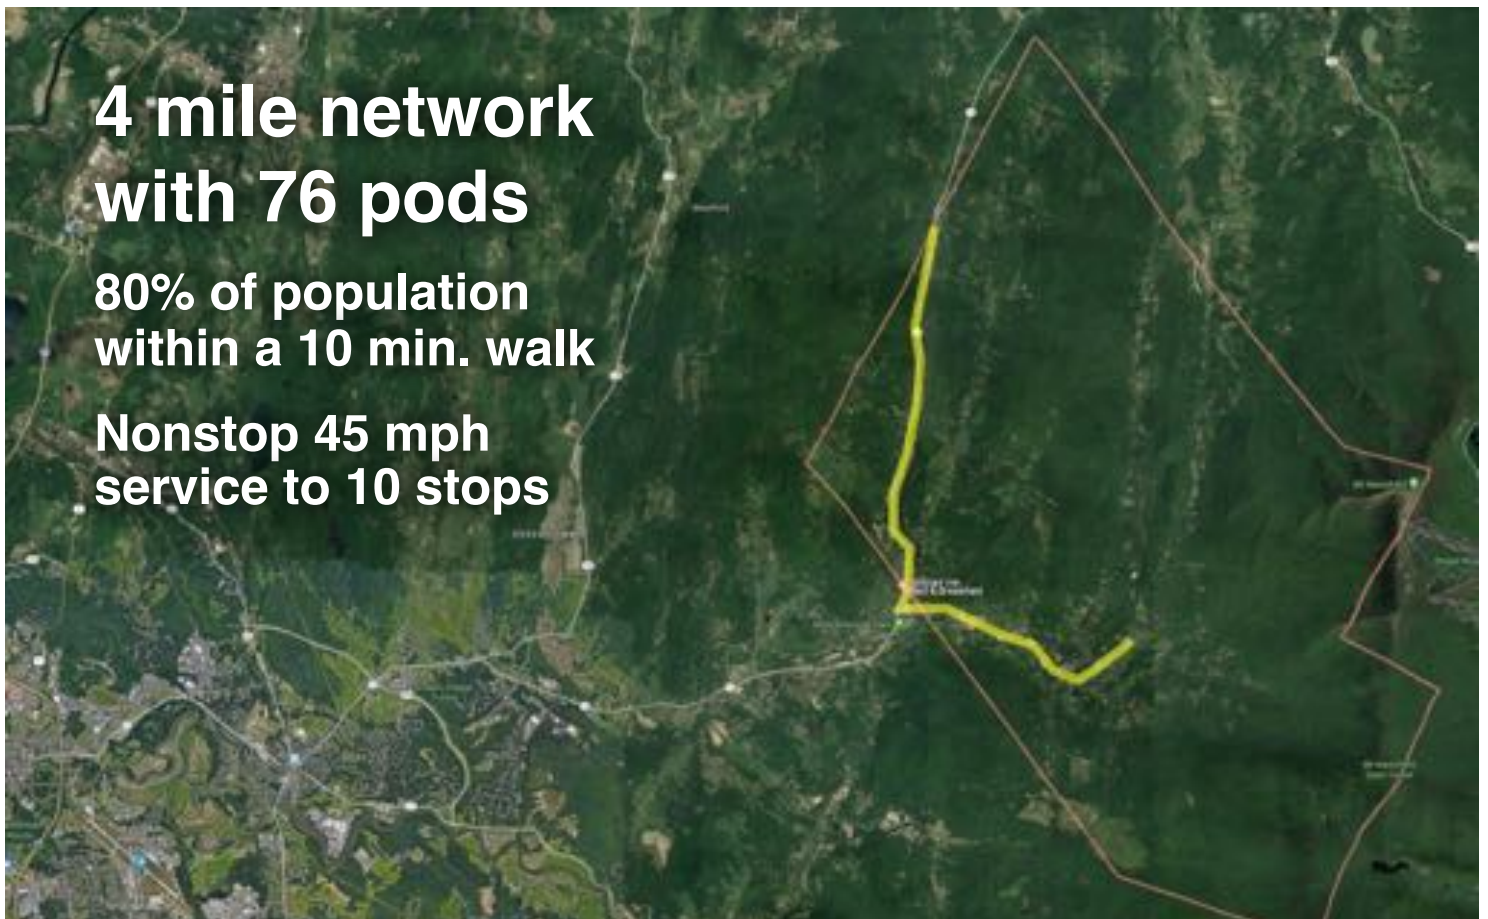 4 mile network
with 76 pods
80% of population
within a 10 min. walk
Nonstop 45 mph
service to 10 stops